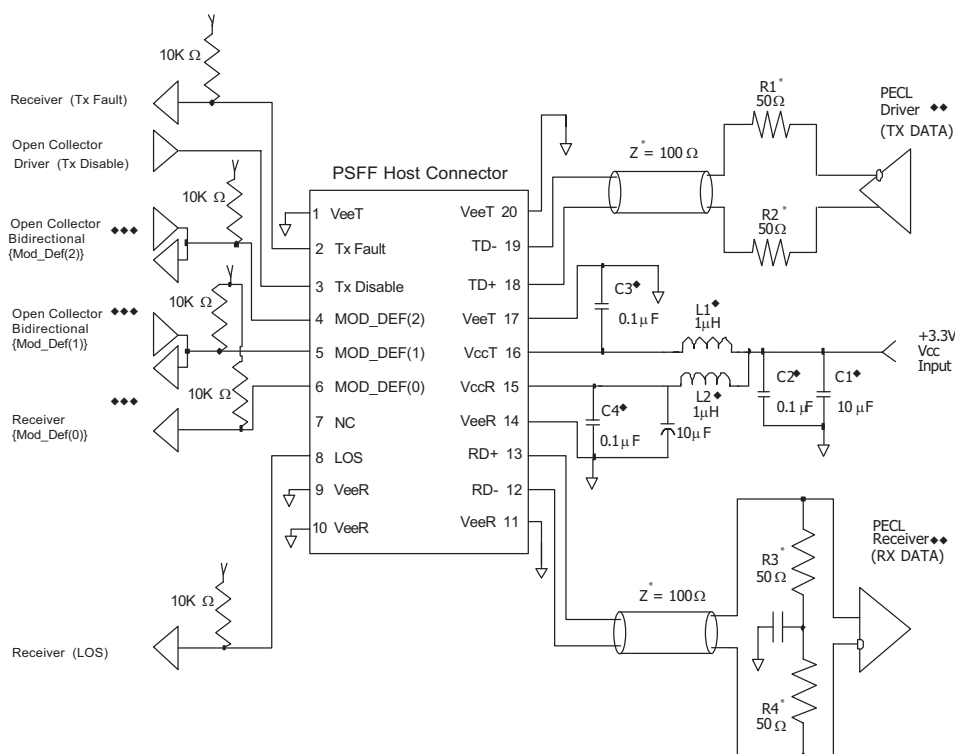 10K Ω
Receiver (Tx Fault)
Open Collector
Driver (Tx Disable)
10K Ω
Open Collector ◆◆◆
Bidirectional
{Mod_Def(2)}
10K Ω
Open Collector ◆◆◆
Bidirectional
{Mod_Def(1)}
10K Ω
◆◆◆
Receiver
{Mod_Def(0)}
10K Ω
Receiver (LOS)
PSFF Host Connector
1 VeeT
2 Tx Fault
3 Tx Disable
4 MOD_DEF(2)
5 MOD_DEF(1)
6 MOD_DEF(0)
7 NC
8 LOS
9 VeeR
10 VeeR
VeeT 20
TD- 19
TD+ 18
VeeT 17
VccT 16
VccR 15
VeeR 14
RD+ 13
RD- 12
VeeR 11
Z* = 100 Ω
R1*
50Ω
R2*
50Ω
PECL
Driver ◆◆
(TX DATA)
C3◆
0.1μF
L1◆
1μH
L2◆
1μH
C4◆
0.1μF
10μF
C2◆
0.1 μF
C1◆
10 μF
+3.3V
Vcc
Input
Z* = 100Ω
R3*
50Ω
R4*
50Ω
PECL
Receiver◆◆
(RX DATA)